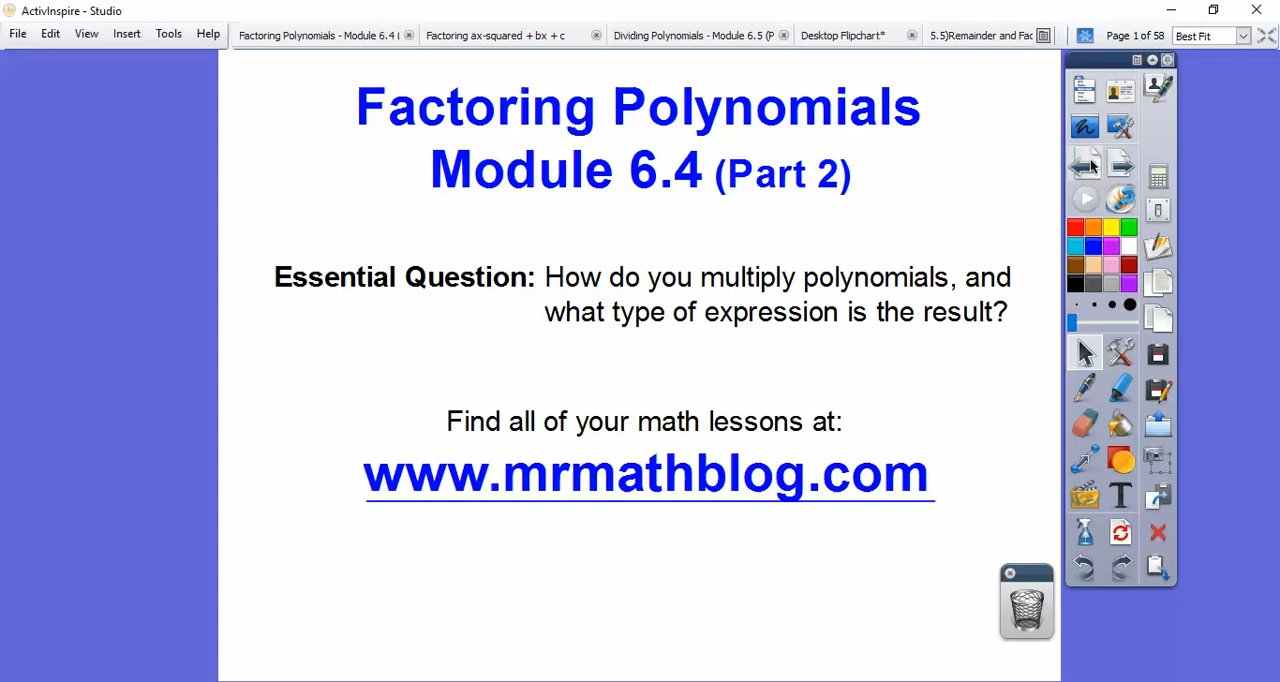 ActivInspire - Studio
File Edit View Insert Tools Help
Factoring Polynomials - Module 6.4 (
Factoring ax-squared + bx + c
Dividing Polynomials - Module 6.5 (P
Desktop Flipchart*
5.5)Remainder and Fac
Page 1 of 58
Best Fit
Factoring Polynomials
Module 6.4 (Part 2)
Essential Question: How do you multiply polynomials, and
what type of expression is the result?
Find all of your math lessons at:
www.mrmathblog.com